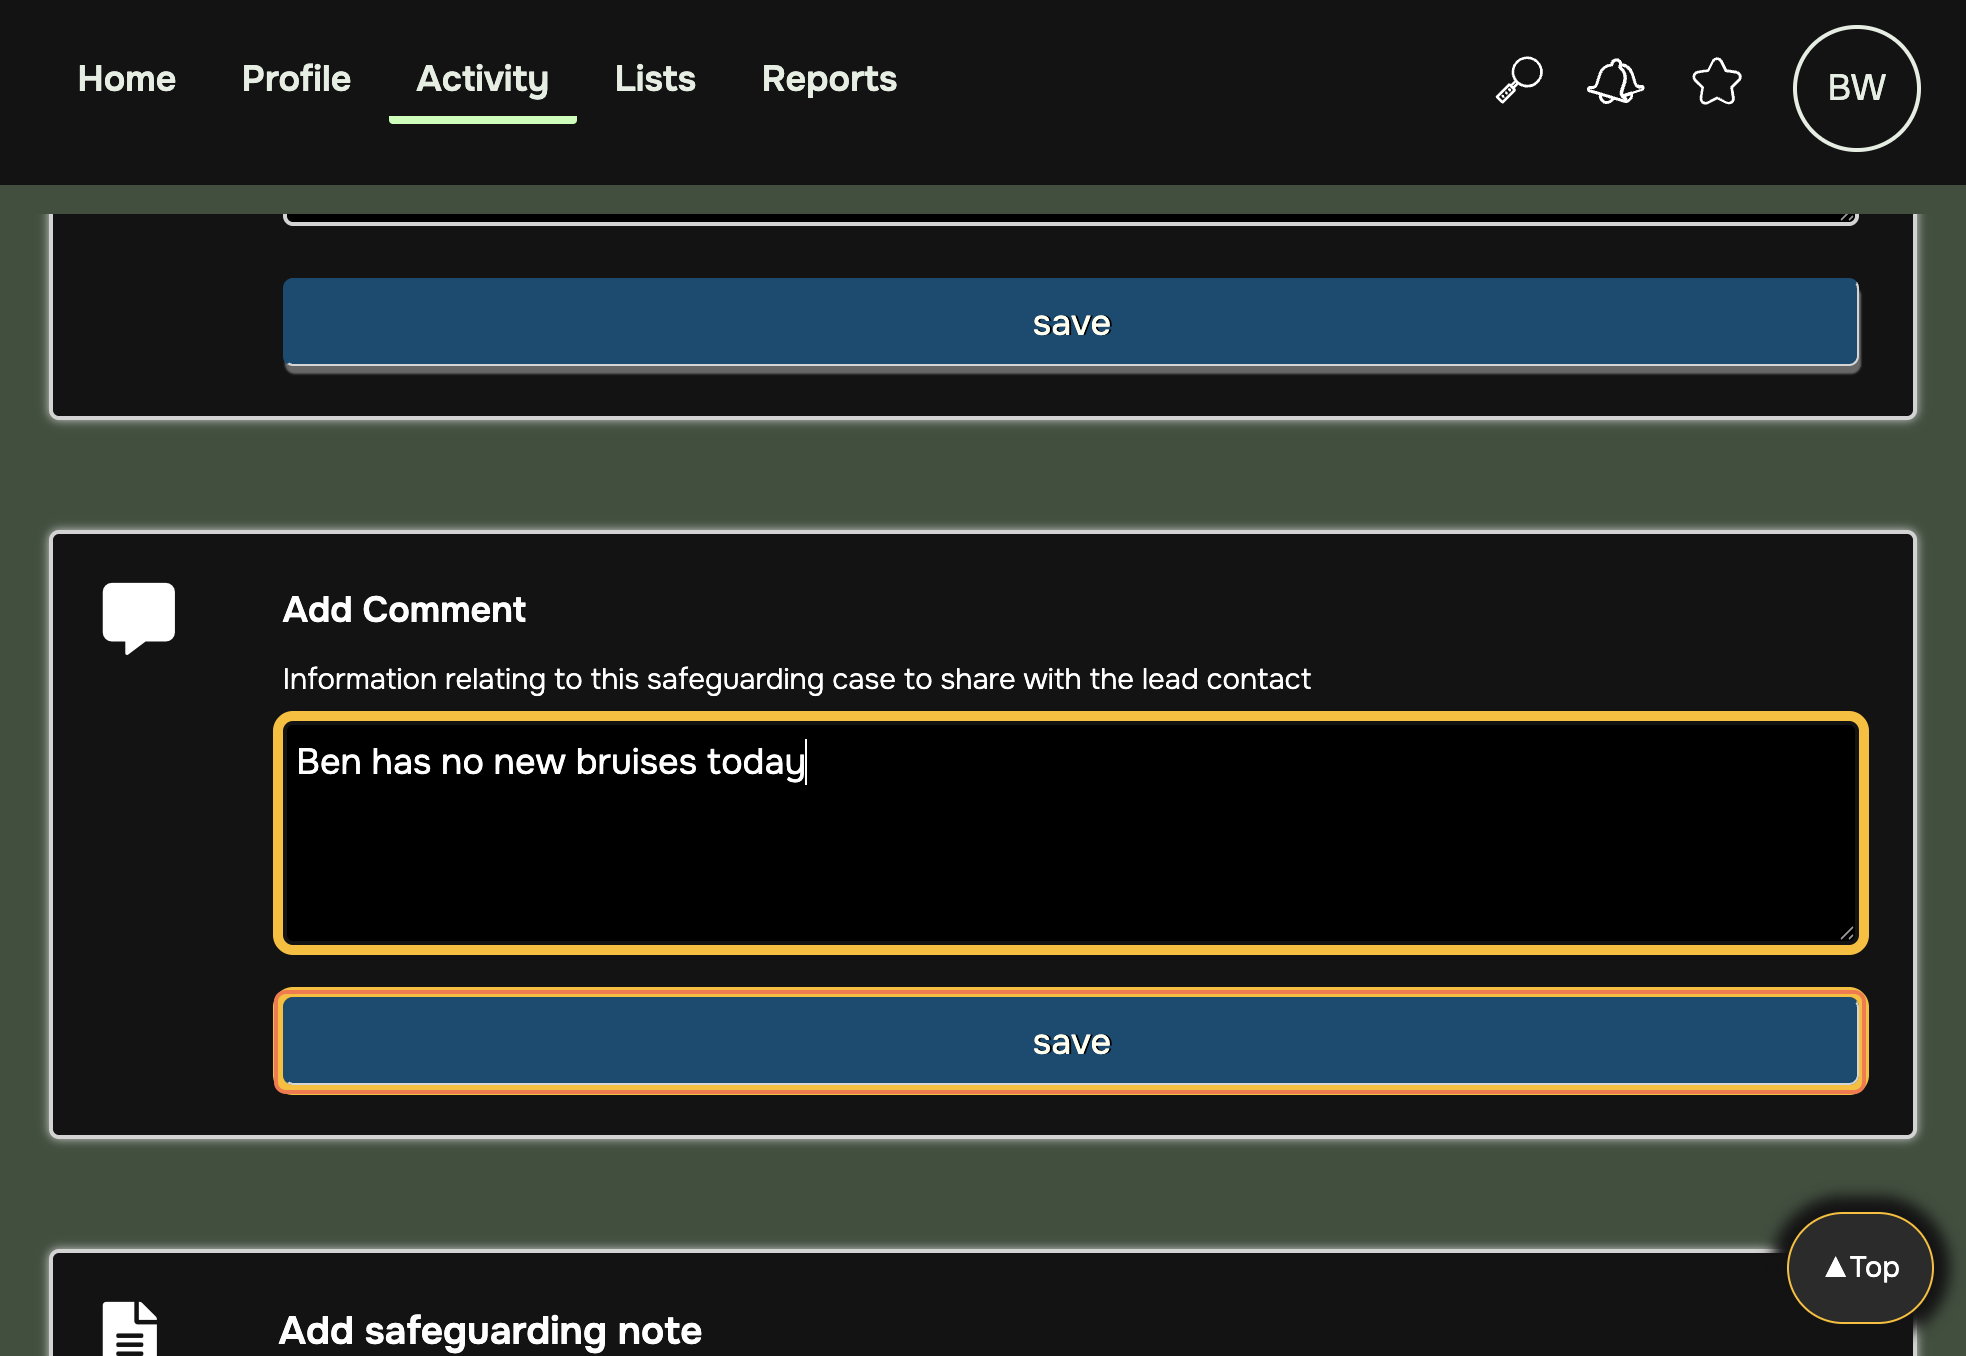 Home Profile Activity Lists Reports BW
save
Add Comment
Information relating to this safeguarding case to share with the lead contact
Ben has no new bruises today
save
▲Top
Add safeguarding note